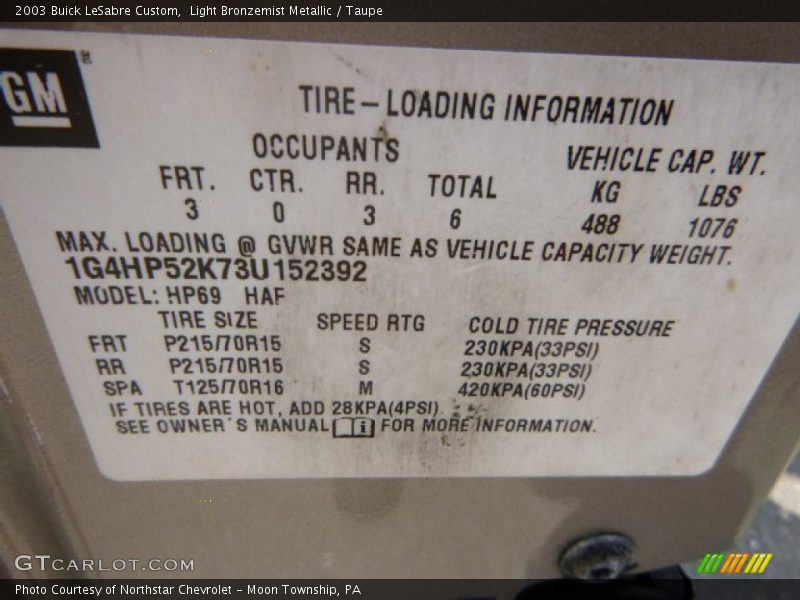 2003 Buick LeSabre Custom, Light Bronzemist Metallic / Taupe
GM®
TIRE-LOADING INFORMATION
OCCUPANTS VEHICLE CAP. WT.
FRT. CTR. RR. TOTAL KG LBS
3 0 3 6 488 1076
MAX. LOADING @ GVWR SAME AS VEHICLE CAPACITY WEIGHT.
1G4HP52K73U152392
MODEL: HP69 HAF
TIRE SIZE SPEED RTG COLD TIRE PRESSURE
FRT P215/70R15 S 230KPA(33PSI)
RR P215/70R15 S 230KPA(33PSI)
SPA T125/70R16 M 420KPA(60PSI)
IF TIRES ARE HOT, ADD 28KPA(4PSI).
SEE OWNER'S MANUAL i FOR MORE INFORMATION.
GTCARLOT.COM
Photo Courtesy of Northstar Chevrolet - Moon Township, PA